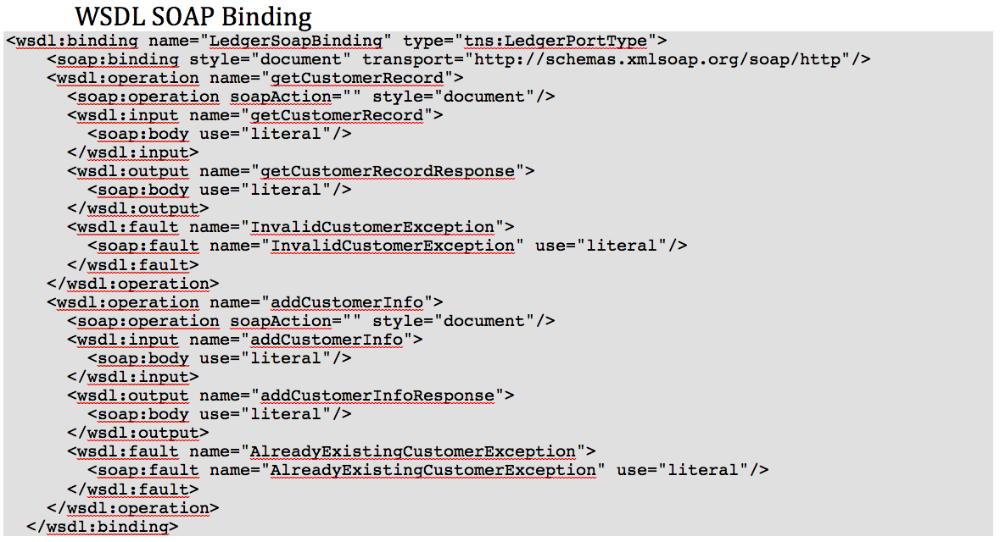 WSDL SOAP Binding
<wsdl:binding name="LedgerSoapBinding" type="tns:LedgerPortType">
<soap:binding style="document" transport="http://schemas.xmlsoap.org/soap/http"/>
<wsdl:operation name="getCustomerRecord">
<soap:operation soapAction="" style="document"/>
<wsdl:input name="getCustomerRecord">
<soap:body use="literal"/>
</wsdl:input>
<wsdl:output name="getCustomerRecordResponse">
<soap:body use="literal"/>
</wsdl:output>
<wsdl:fault name="InvalidCustomerException">
<soap:fault name="InvalidCustomerException" use="literal"/>
</wsdl:fault>
</wsdl:operation>
<wsdl:operation name="addCustomerInfo">
<soap:operation soapAction="" style="document"/>
<wsdl:input name="addCustomerInfo">
<soap:body use="literal"/>
</wsdl:input>
<wsdl:output name="addCustomerInfoResponse">
<soap:body use="literal"/>
</wsdl:output>
<wsdl:fault name="AlreadyExistingCustomerException">
<soap:fault name="AlreadyExistingCustomerException" use="literal"/>
</wsdl:fault>
</wsdl:operation>
</wsdl:binding>